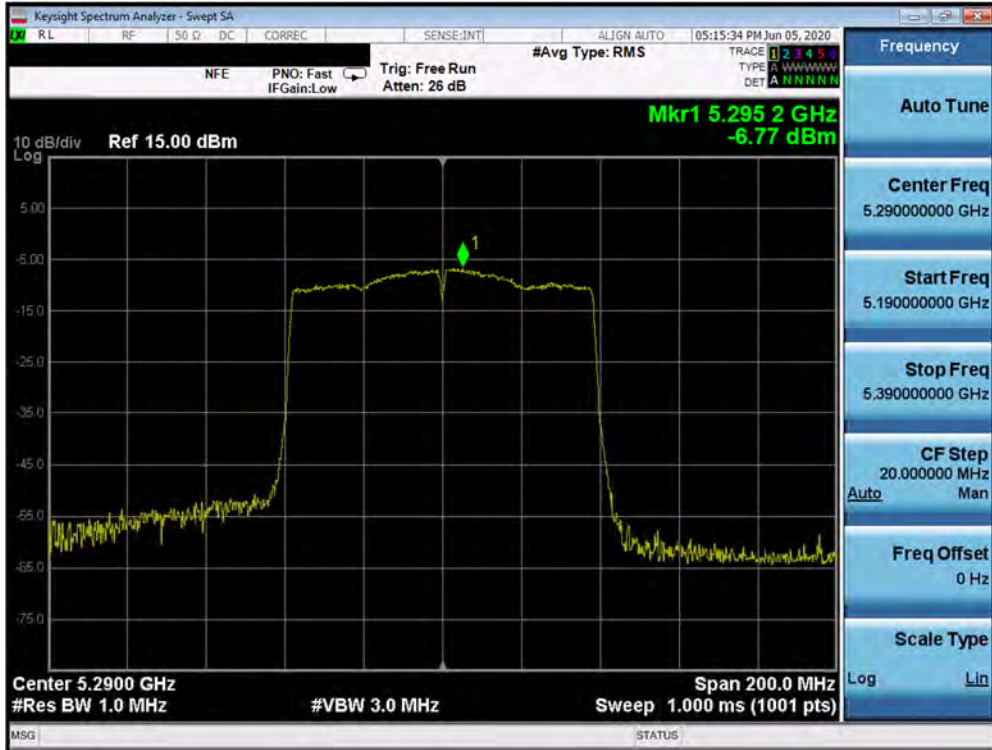 Keysight Spectrum Analyzer - Swept SA
LXI RL RF 50 Ω DC CORREC SENSE:INT ALIGN AUTO 05:15:34 PM Jun 05, 2020
NFE PNO: Fast Trig: Free Run #Avg Type: RMS TRACE 1 2 3 4 5 6
IFGain:Low Atten: 26 dB TYPE A WWWWW
DET A N N N N N
Mkr1 5.295 2 GHz
-6.77 dBm
10 dB/div Ref 15.00 dBm
Log
1
5.00
-5.00
-15.0
-25.0
-35.0
-45.0
-55.0
-65.0
-75.0
Center 5.2900 GHz Span 200.0 MHz
#Res BW 1.0 MHz #VBW 3.0 MHz Sweep 1.000 ms (1001 pts)
MSG STATUS
Frequency
Auto Tune
Center Freq
5.290000000 GHz
Start Freq
5.190000000 GHz
Stop Freq
5.390000000 GHz
CF Step
20.000000 MHz
Auto Man
Freq Offset
0 Hz
Scale Type
Log Lin